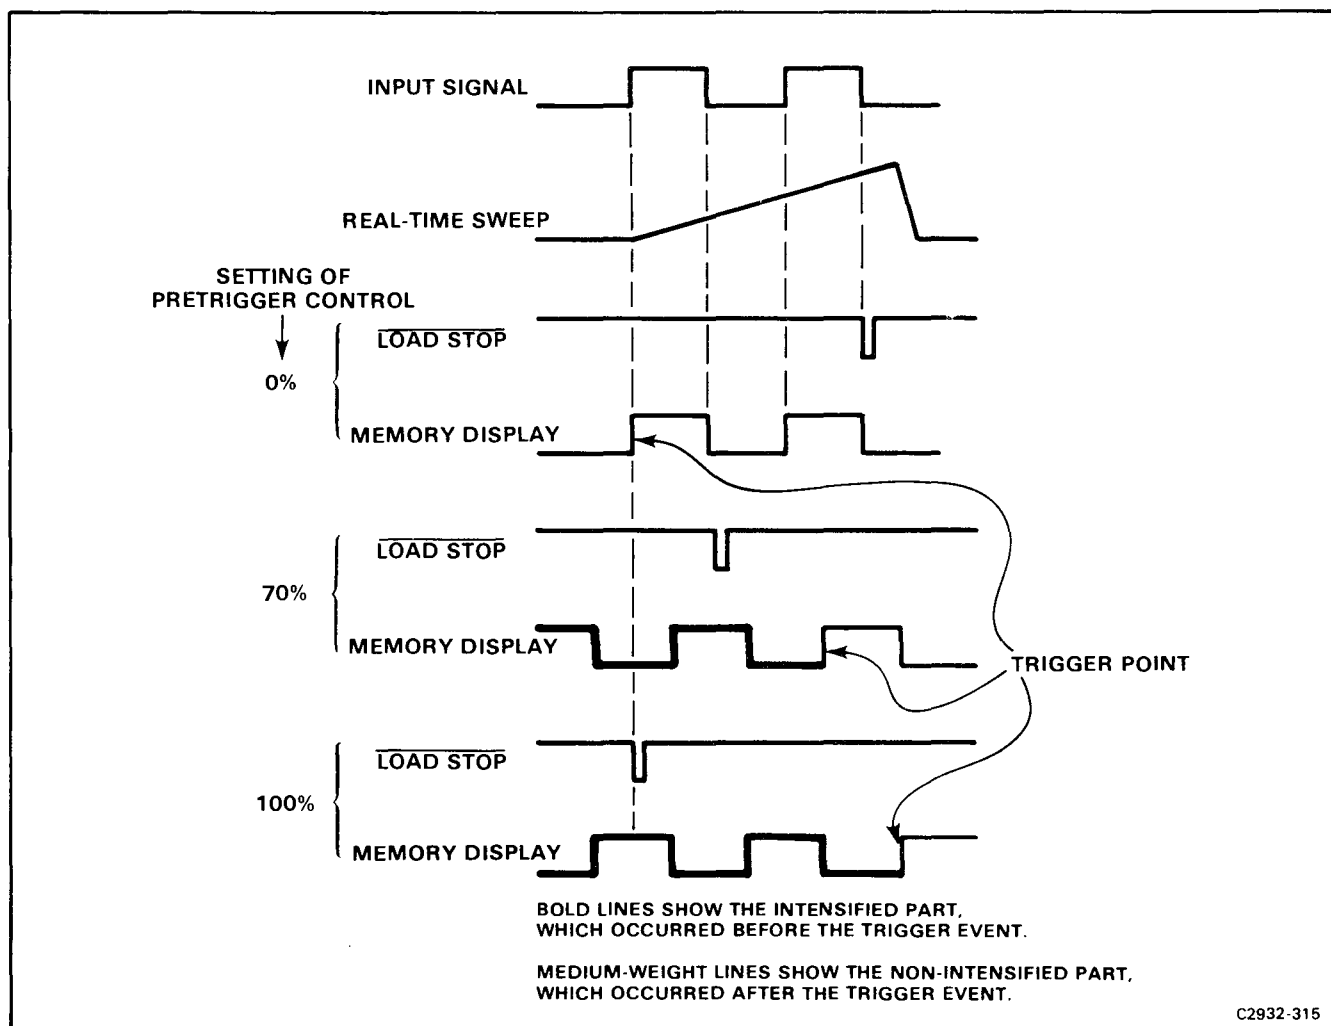 INPUT SIGNAL
REAL-TIME SWEEP
SETTING OF
PRETRIGGER CONTROL
LOAD STOP
0%
MEMORY DISPLAY
LOAD STOP
70%
MEMORY DISPLAY
TRIGGER POINT
LOAD STOP
100%
MEMORY DISPLAY
BOLD LINES SHOW THE INTENSIFIED PART,
WHICH OCCURRED BEFORE THE TRIGGER EVENT.
MEDIUM-WEIGHT LINES SHOW THE NON-INTENSIFIED PART,
WHICH OCCURRED AFTER THE TRIGGER EVENT.
C2932-315